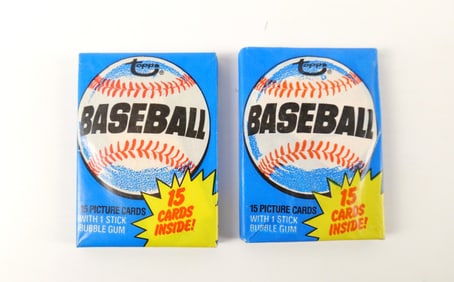 Topps
BASEBALL
15 PICTURE CARDS
WITH 1 STICK
BUBBLE GUM
15
CARDS
INSIDE!
Topps
BASEBALL
15 PICTURE CARDS
WITH 1 STICK
BUBBLE GUM
15
CARDS
INSIDE!